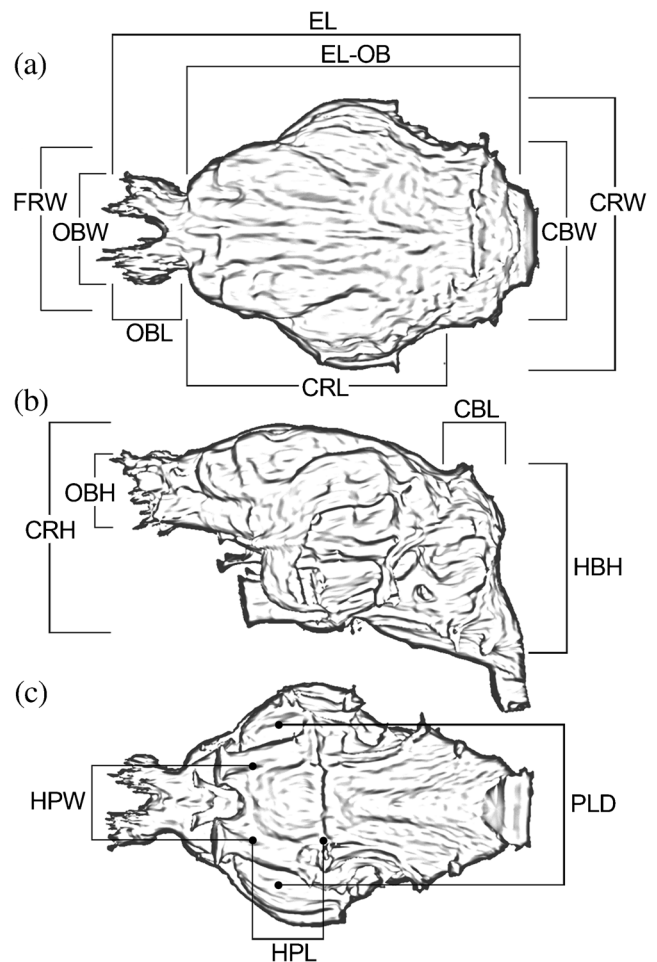 EL
EL-OB
(a)
FRW
OBW
CBW
CRW
OBL
CRL
(b)
CBL
OBH
CRH
HBH
(c)
HPW
PLD
HPL